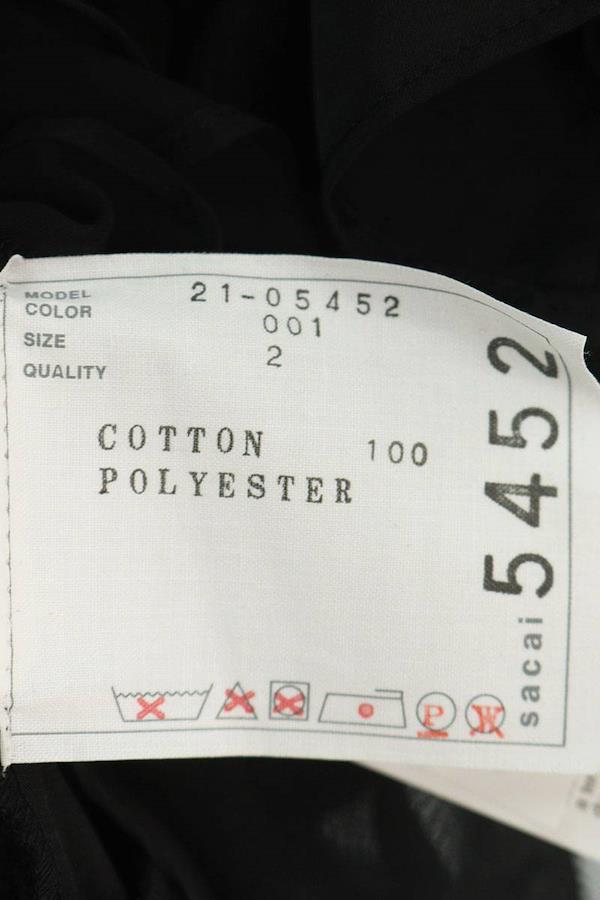 MODEL 21-05452
COLOR 001
SIZE 2
QUALITY
COTTON 100
POLYESTER
P W
sacai 5452